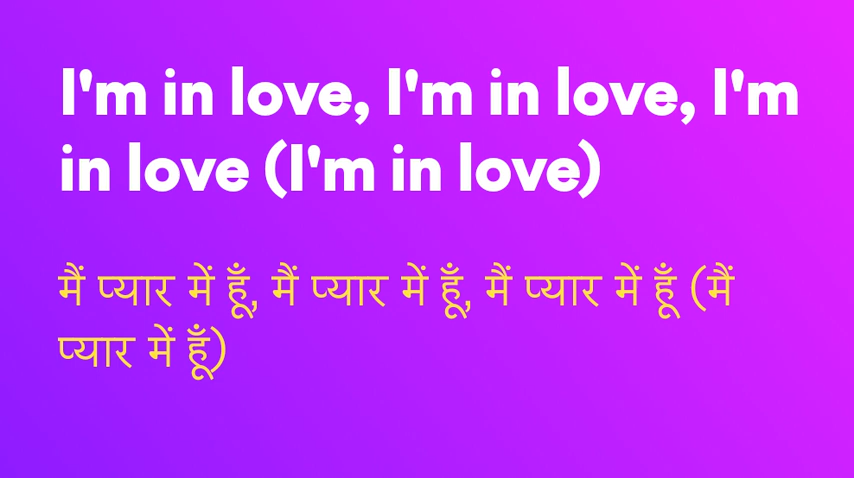 I'm in love, I'm in love, I'm
in love (I'm in love)
मैं प्यार में हूँ, मैं प्यार में हूँ, मैं प्यार में हूँ (मैं
प्यार में हूँ)